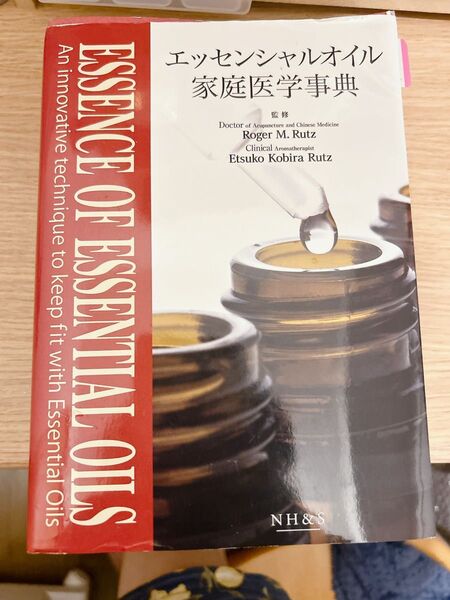 エッセンシャルオイル
家庭医学事典
監修
Doctor of Acupuncture and Chinese Medicine
Roger M. Rutz
Clinical Aromatherapist
Etsuko Kobira Rutz
ESSENCE OF ESSENTIAL OILS
An innovative technique to keep fit with Essential Oils
NH&S